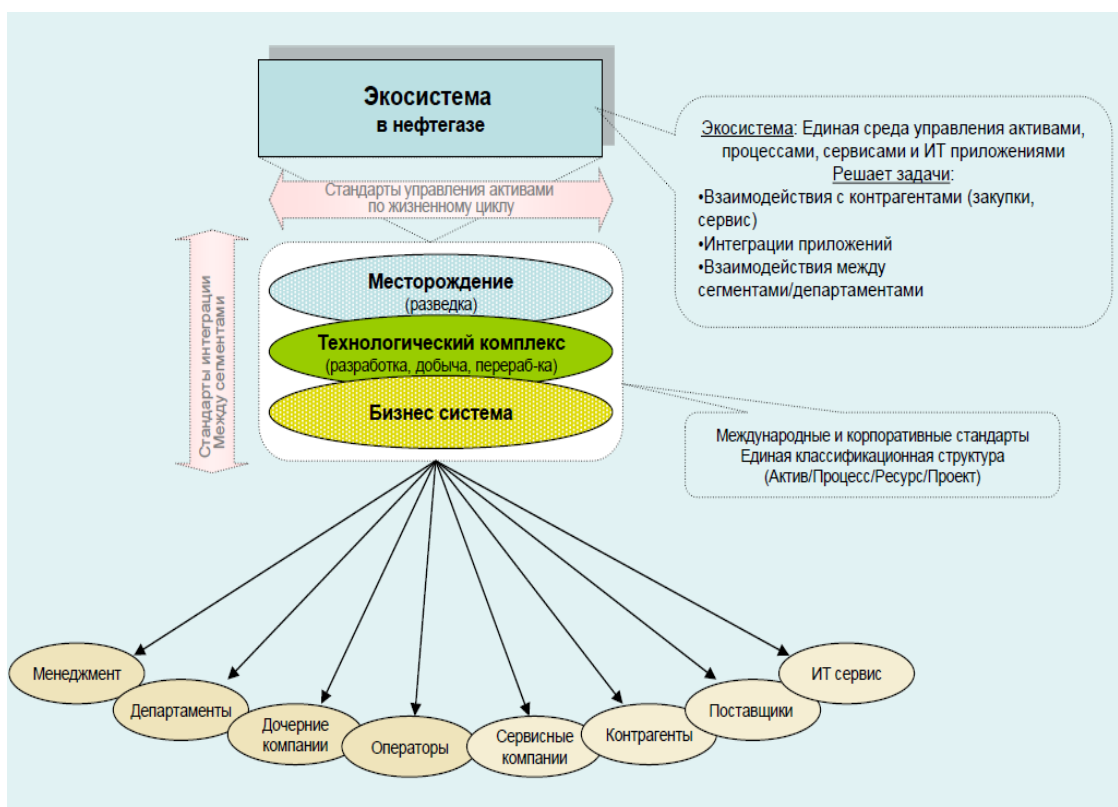 Экосистема
в нефтегазе
Экосистема: Единая среда управления активами,
процессами, сервисами и ИТ приложениями
Решает задачи:
•Взаимодействия с контрагентами (закупки,
сервис)
•Интеграции приложений
•Взаимодействия между
сегментами/департаментами
Стандарты управления активами
по жизненному циклу
Стандарты интеграции
Между сегментами
Месторождение
(разведка)
Технологический комплекс
(разработка, добыча, перераб-ка)
Бизнес система
Международные и корпоративные стандарты
Единая классификационная структура
(Актив/Процесс/Ресурс/Проект)
Менеджмент
Департаменты
Дочерние
компании
Операторы
Сервисные
компании
Контрагенты
Поставщики
ИТ сервис